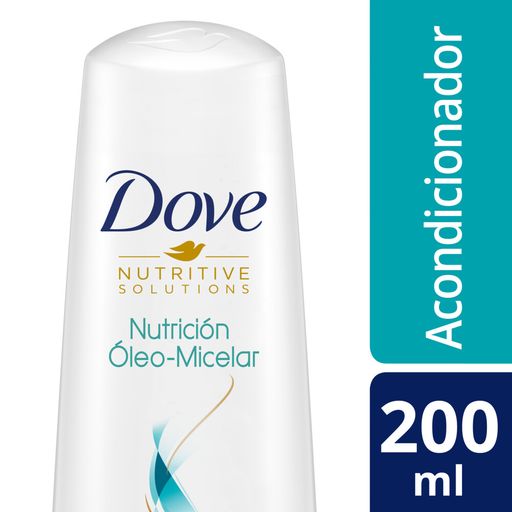 Dove
NUTRITIVE
SOLUTIONS
Nutrición
Óleo-Micelar
Acondicionador
200
ml